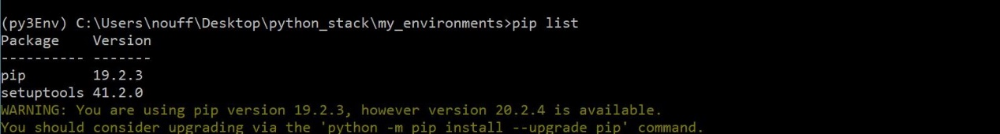 (py3Env) C:\Users\nouff\Desktop\python_stack\my_environments>pip list
Package    Version
---------- -------
pip        19.2.3
setuptools 41.2.0
WARNING: You are using pip version 19.2.3, however version 20.2.4 is available.
You should consider upgrading via the 'python -m pip install --upgrade pip' command.